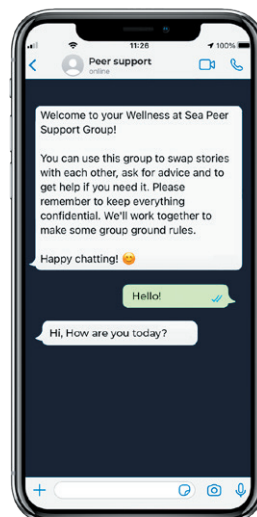 11:26
100%
Peer support
online
Welcome to your Wellness at Sea Peer
Support Group!
You can use this group to swap stories
with each other, ask for advice and to
get help if you need it. Please
remember to keep everything
confidential. We'll work together to
make some group ground rules.
Happy chatting! 😊
Hello!
Hi, How are you today?